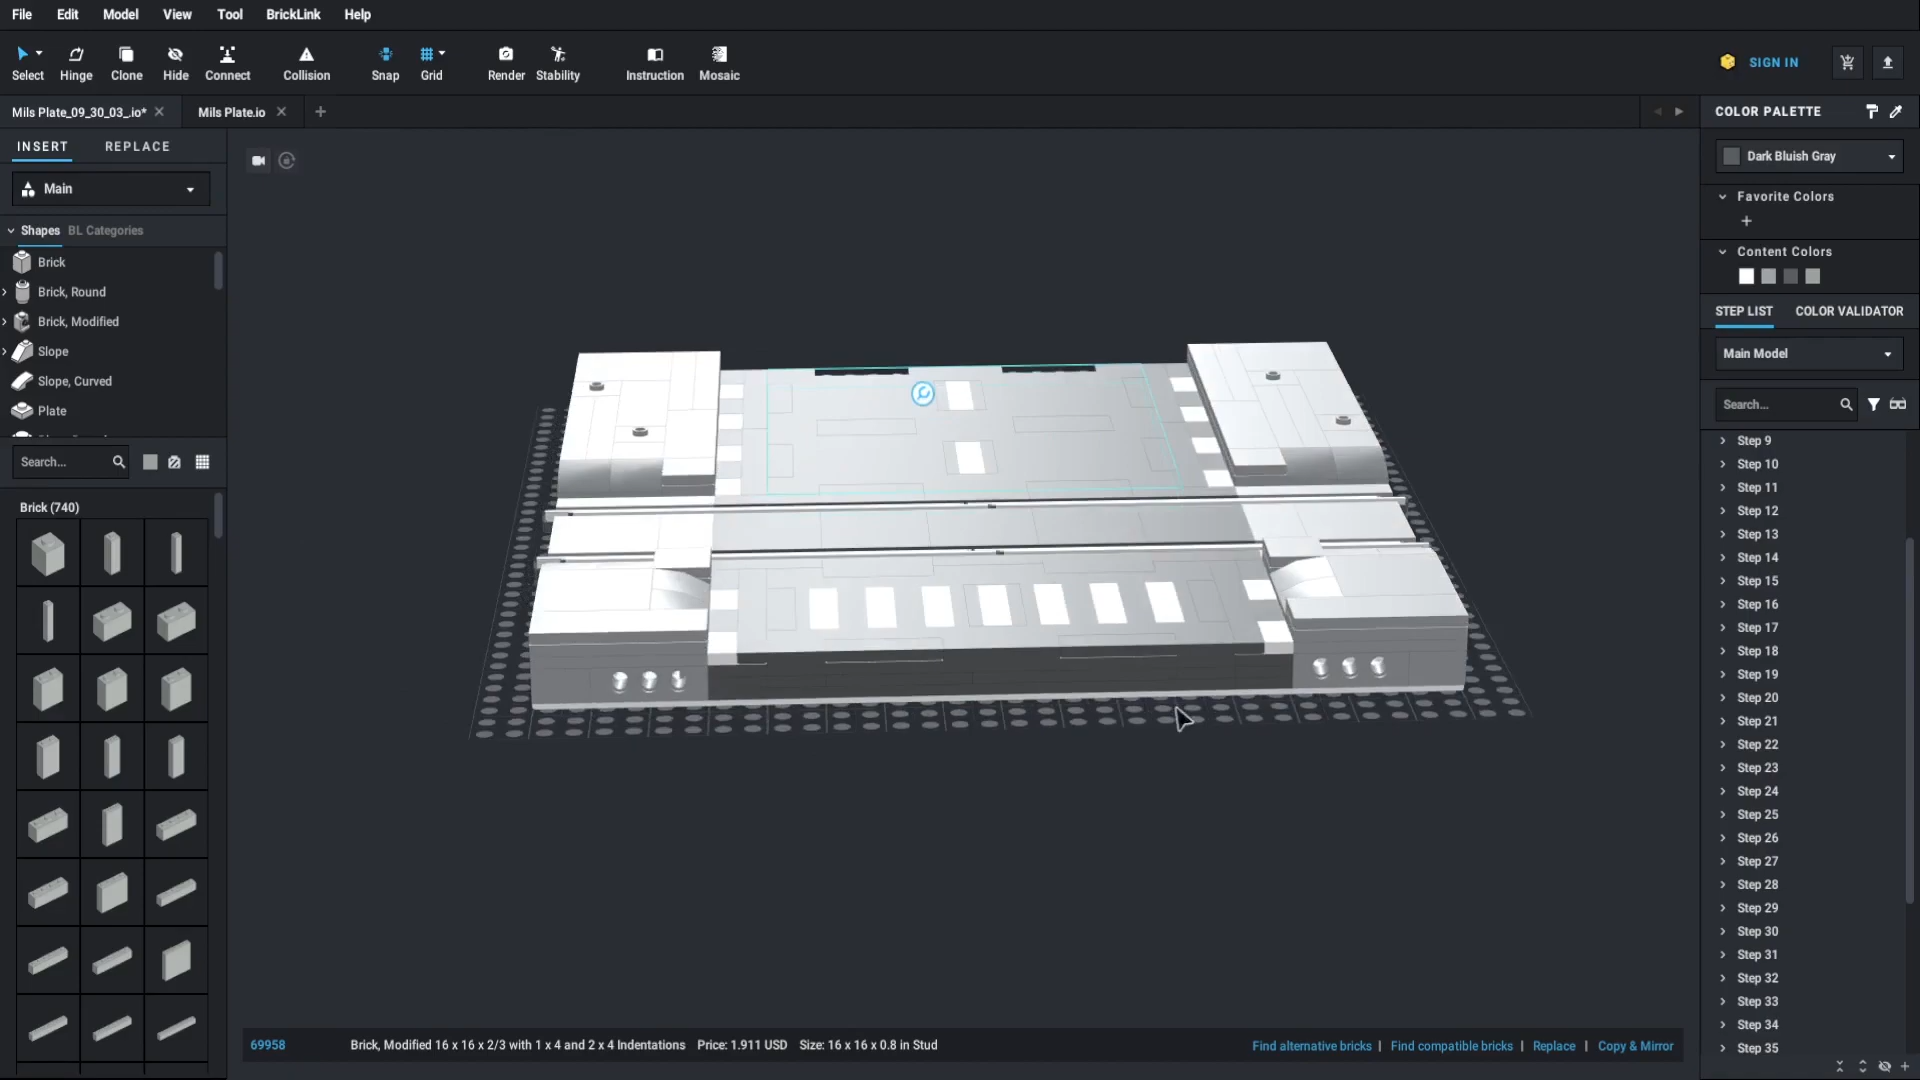 File Edit Model View Tool BrickLink Help
Select Hinge Clone Hide Connect Collision Snap Grid Render Stability Instruction Mosaic
SIGN IN
Mils Plate_09_30_03_.io* Mils Plate.io
COLOR PALETTE
INSERT REPLACE
Dark Bluish Gray
Main
Favorite Colors
Shapes BL Categories
Content Colors
Brick
Brick, Round
Brick, Modified
Slope
Slope, Curved
Plate
STEP LIST COLOR VALIDATOR
Main Model
Search...
Search...
Brick (740)
Step 9
Step 10
Step 11
Step 12
Step 13
Step 14
Step 15
Step 16
Step 17
Step 18
Step 19
Step 20
Step 21
Step 22
Step 23
Step 24
Step 25
Step 26
Step 27
Step 28
Step 29
Step 30
Step 31
Step 32
Step 33
Step 34
Step 35
69958 Brick, Modified 16 x 16 x 2/3 with 1 x 4 and 2 x 4 Indentations Price: 1.911 USD Size: 16 x 16 x 0.8 in Stud Find alternative bricks | Find compatible bricks | Replace | Copy & Mirror